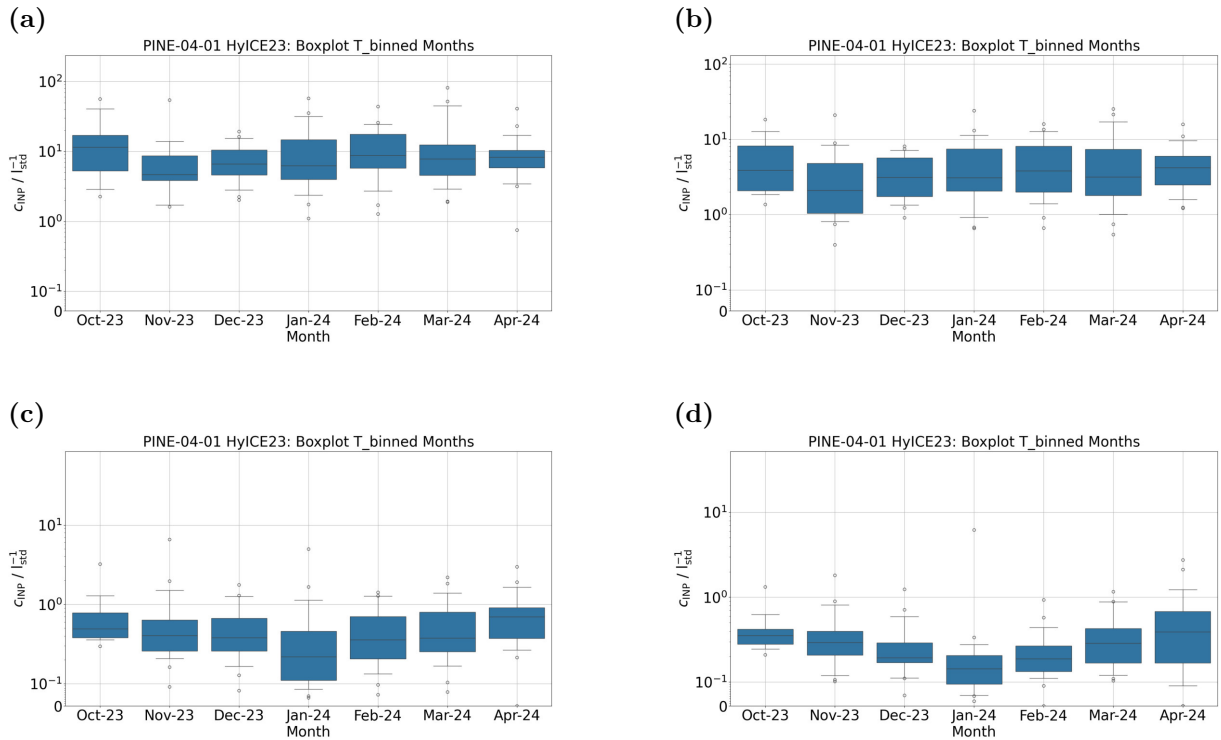 (a)
PINE-04-01 HyICE23: Boxplot T_binned Months
10²
10¹
10⁰
10⁻¹
0
c_INP / l_std⁻¹
Oct-23 Nov-23 Dec-23 Jan-24 Feb-24 Mar-24 Apr-24
Month
(b)
PINE-04-01 HyICE23: Boxplot T_binned Months
10²
10¹
10⁰
10⁻¹
0
c_INP / l_std⁻¹
Oct-23 Nov-23 Dec-23 Jan-24 Feb-24 Mar-24 Apr-24
Month
(c)
PINE-04-01 HyICE23: Boxplot T_binned Months
10¹
10⁰
10⁻¹
0
c_INP / l_std⁻¹
Oct-23 Nov-23 Dec-23 Jan-24 Feb-24 Mar-24 Apr-24
Month
(d)
PINE-04-01 HyICE23: Boxplot T_binned Months
10¹
10⁰
10⁻¹
0
c_INP / l_std⁻¹
Oct-23 Nov-23 Dec-23 Jan-24 Feb-24 Mar-24 Apr-24
Month